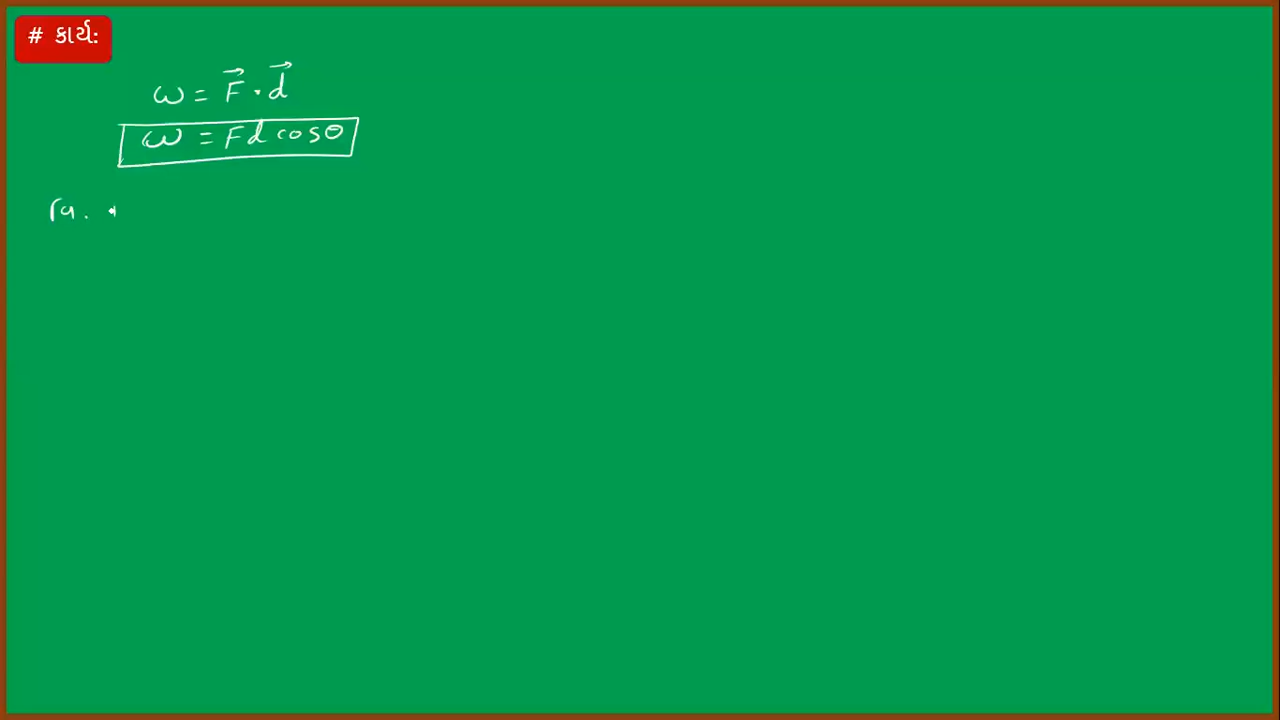 # કાર્ય:
ω = F⃗ · d⃗
ω = Fd cosθ